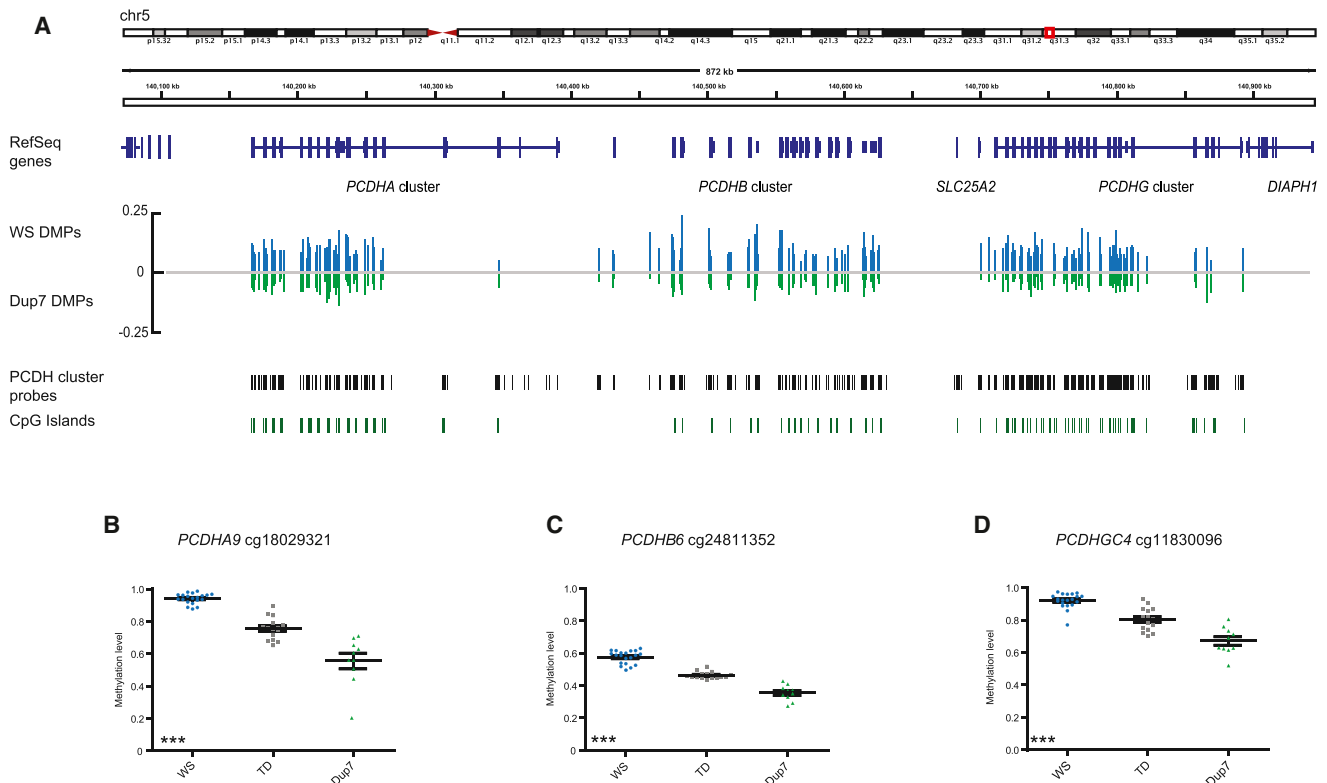 A
chr5
p15.32 p15.2 p15.1 p14.3 p14.1 p13.3 p13.2 p13.1 p12 q11.1 q11.2 q12.1 q12.3 q13.2 q13.3 q14.2 q14.3 q15 q21.1 q21.3 q22.2 q23.1 q23.2 q23.3 q31.1 q31.2 q31.3 q32 q33.1 q33.3 q34 q35.1 q35.2
872 kb
140,100 kb 140,200 kb 140,300 kb 140,400 kb 140,500 kb 140,600 kb 140,700 kb 140,800 kb 140,900 kb
RefSeq
genes
PCDHA cluster PCDHB cluster SLC25A2 PCDHG cluster DIAPH1
0.25
WS DMPs
0
Dup7 DMPs
-0.25
PCDH cluster
probes
CpG Islands
B
PCDHA9 cg18029321
Methylation level
1.0
0.8
0.6
0.4
0.2
0
***
WS TD Dup7
C
PCDHB6 cg24811352
Methylation level
1.0
0.8
0.6
0.4
0.2
0
***
WS TD Dup7
D
PCDHGC4 cg11830096
Methylation level
1.0
0.8
0.6
0.4
0.2
0.0
***
WS TD Dup7